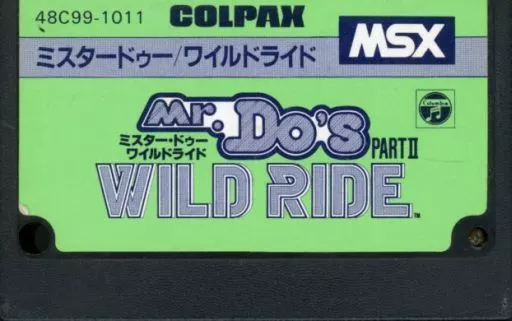 48C99-1011 COLPAX
ミスタードゥー/ワイルドライド MSX
Mr. Do's
ミスター・ドゥー
ワイルドライド
PART II
WILD RIDE™
Columbia